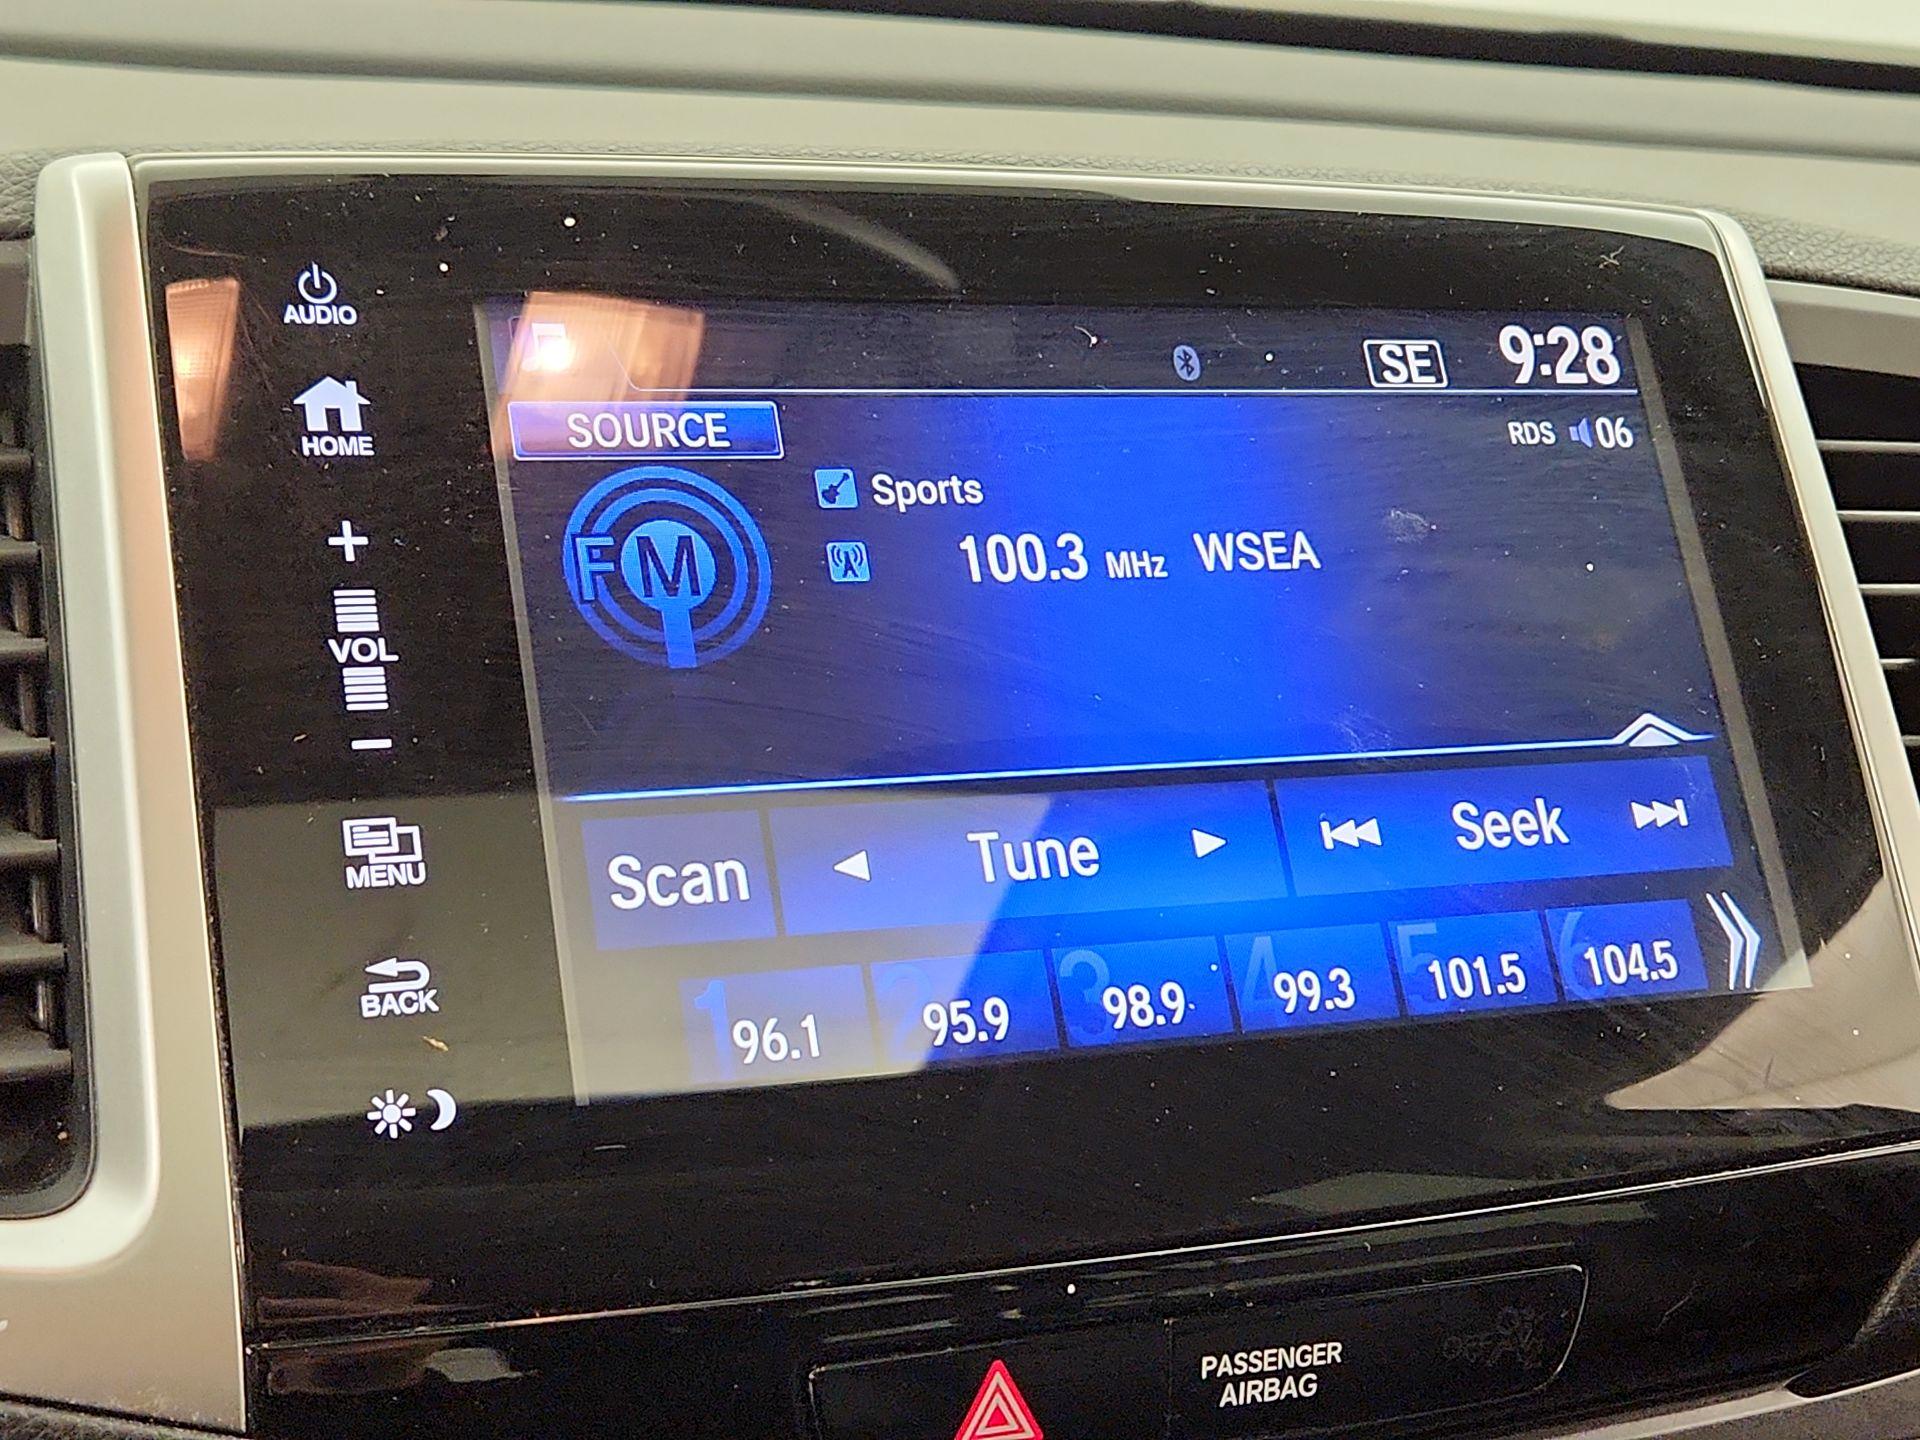 AUDIO
HOME
+
VOL
−
MENU
BACK
SE 9:28
SOURCE
RDS 06
FM
Sports
100.3 MHz WSEA
Scan
Tune
Seek
1 96.1
2 95.9
3 98.9
4 99.3
5 101.5
6 104.5
PASSENGER
AIRBAG